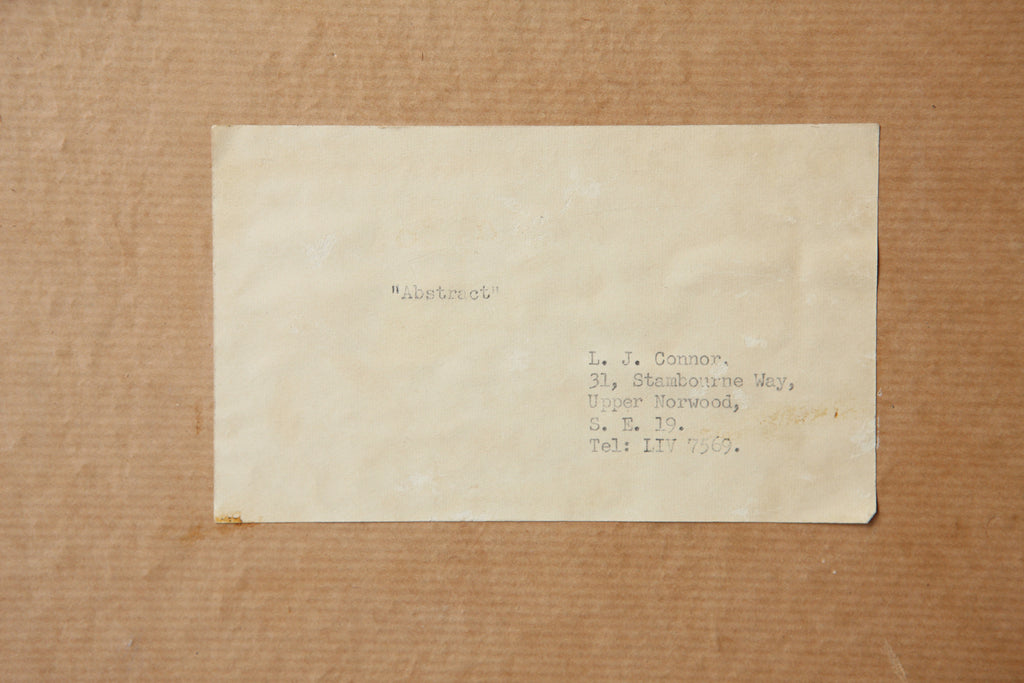 "Abstract"
L. J. Connor,
31, Stambourne Way,
Upper Norwood,
S. E. 19.
Tel: LIV 7569.